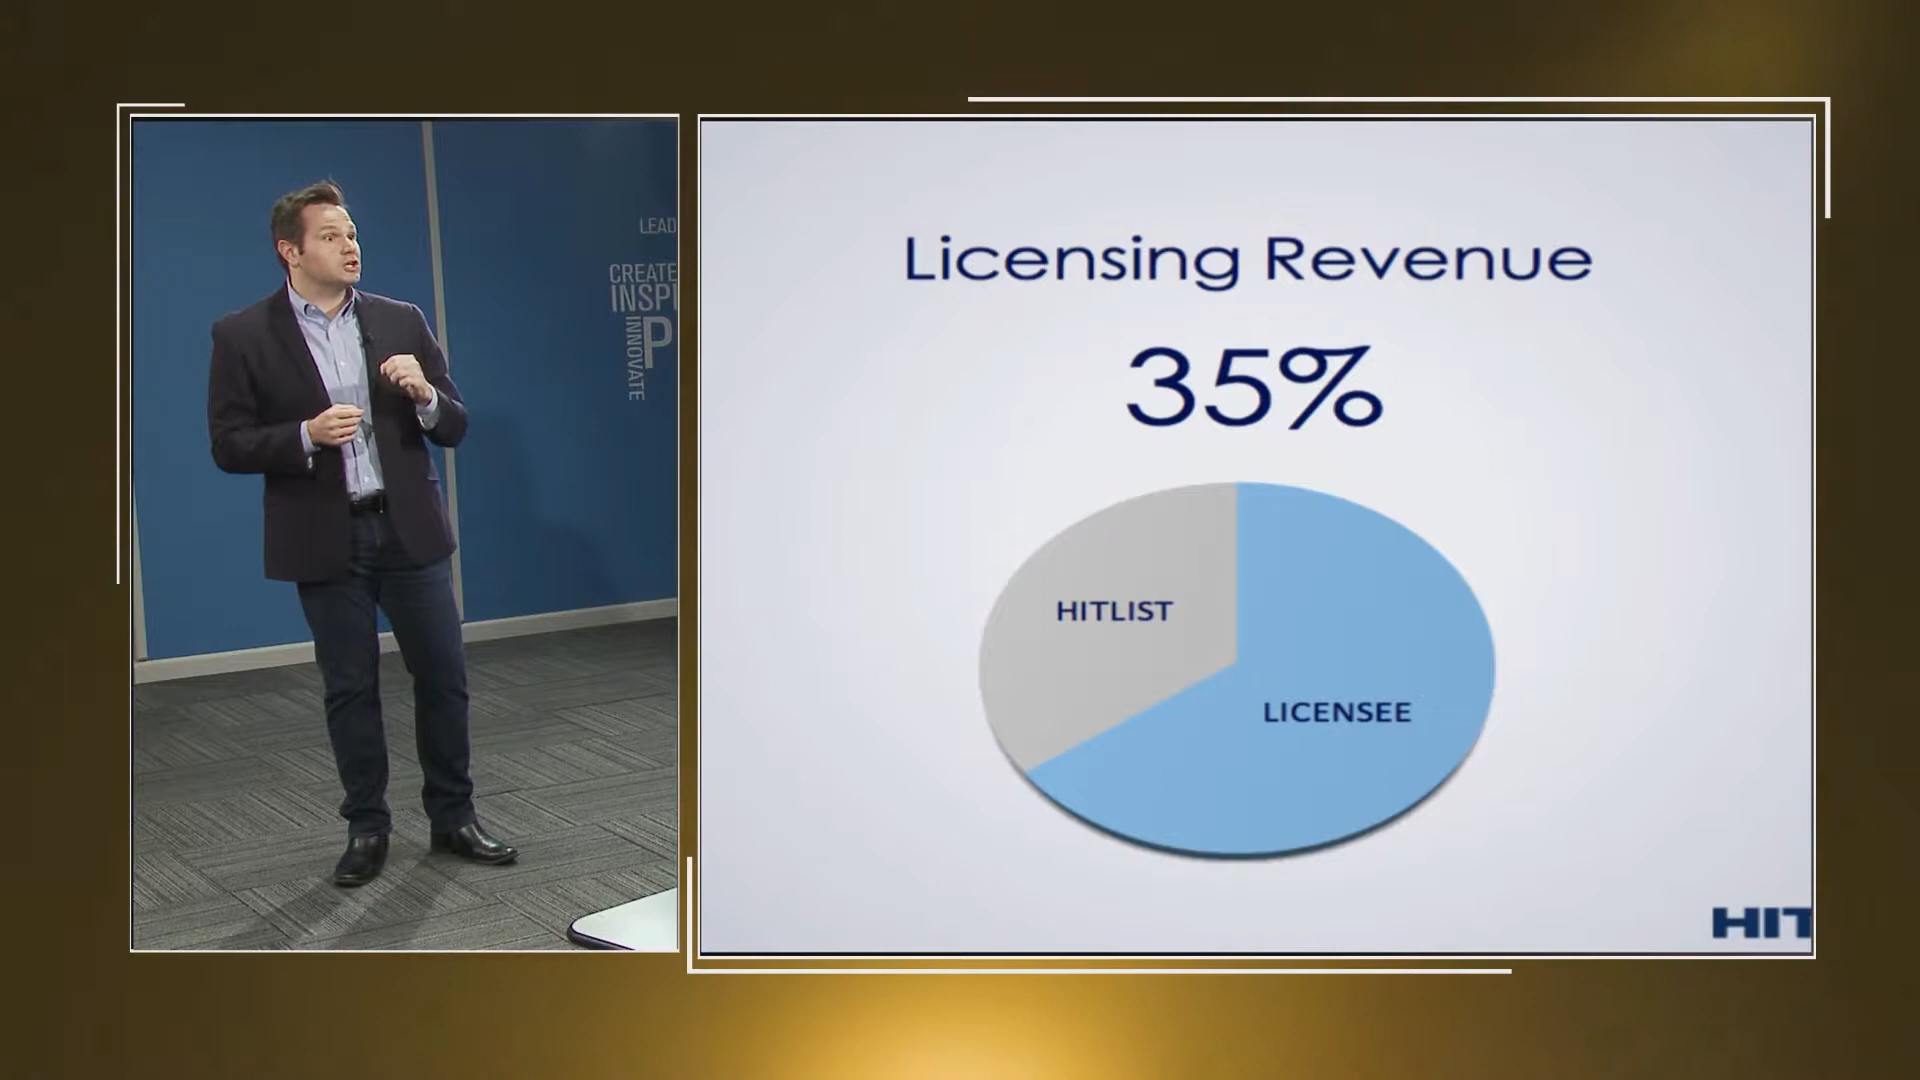 LEAD
CREATE
INSPI
INNOVATE
P
Licensing Revenue
35%
HITLIST
LICENSEE
HIT